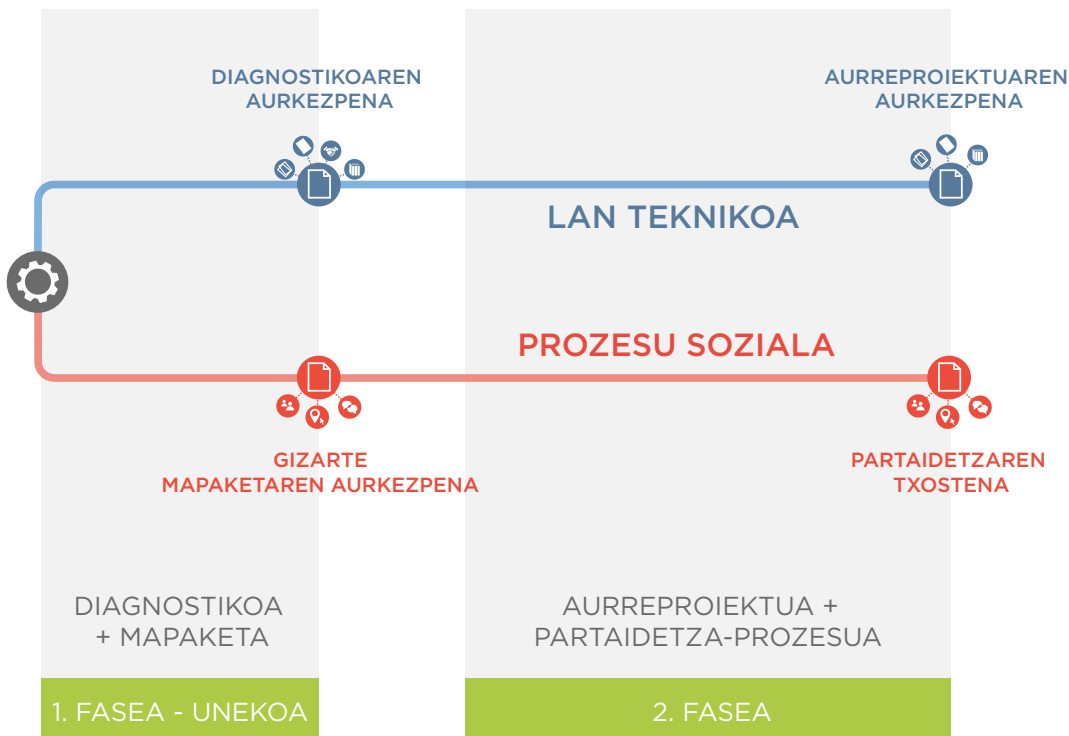 DIAGNOSTIKOAREN
AURKEZPENA
AURREPROIEKTUAREN
AURKEZPENA
LAN TEKNIKOA
PROZESU SOZIALA
GIZARTE
MAPAKETAREN AURKEZPENA
PARTAIDETZAREN
TXOSTENA
DIAGNOSTIKOA
+ MAPAKETA
AURREPROIEKTUA +
PARTAIDETZA-PROZESUA
1. FASEA - UNEKOA
2. FASEA